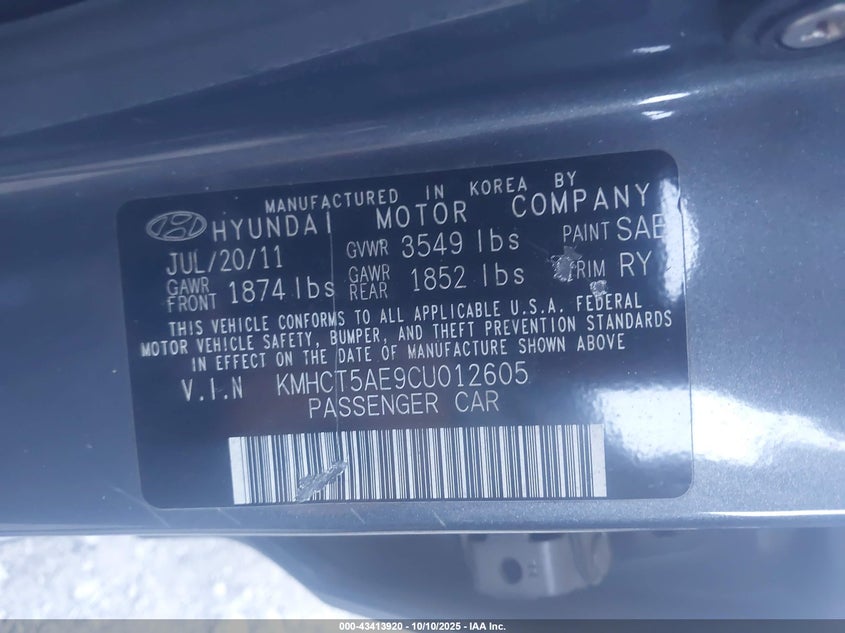 MANUFACTURED IN KOREA BY
HYUNDAI MOTOR COMPANY
JUL/20/11 GVWR 3549 lbs PAINT SAE
GAWR FRONT 1874 lbs GAWR REAR 1852 lbs TRIM RY
THIS VEHICLE CONFORMS TO ALL APPLICABLE U.S.A. FEDERAL
MOTOR VEHICLE SAFETY, BUMPER, AND THEFT PREVENTION STANDARDS
IN EFFECT ON THE DATE OF MANUFACTURE SHOWN ABOVE
V.I.N KMHCT5AE9CU012605
PASSENGER CAR
000-43413920 - 10/10/2025 - IAA Inc.